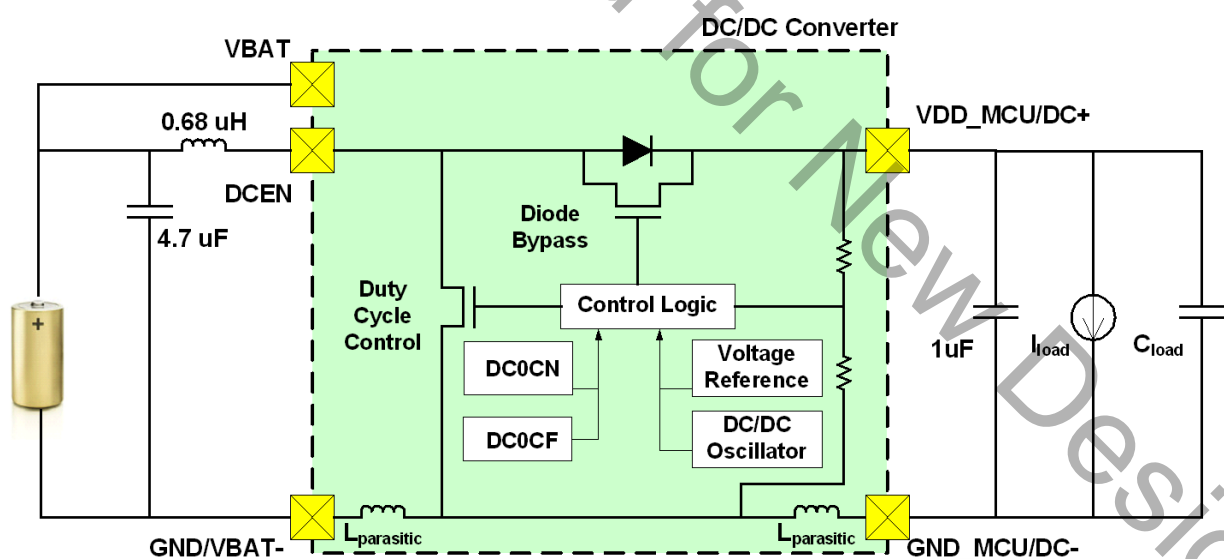 DC/DC Converter
VBAT
0.68 uH
DCEN
4.7 uF
VDD_MCU/DC+
Diode
Bypass
Duty
Cycle
Control
Control Logic
DC0CN
DC0CF
Voltage
Reference
DC/DC
Oscillator
1uF
Iload
Cload
+
GND/VBAT-
Lparasitic
Lparasitic
GND_MCU/DC-
for New Desig